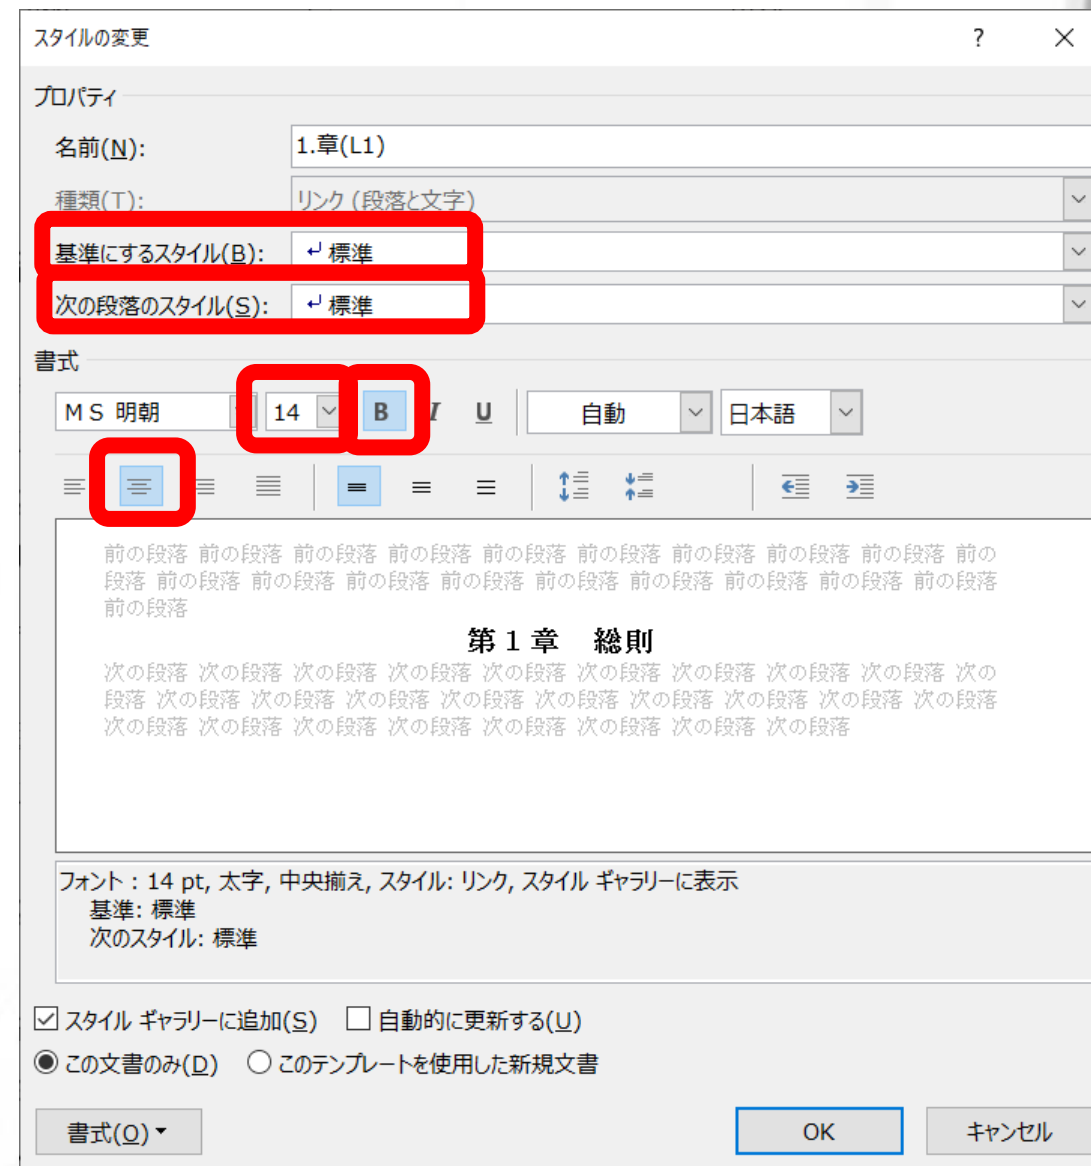 スタイルの変更 ? ×
プロパティ
名前(N): 1.章(L1)
種類(T): リンク (段落と文字)
基準にするスタイル(B): ↵ 標準
次の段落のスタイル(S): ↵ 標準
書式
ＭＳ 明朝 14 B I U 自動 日本語
前の段落 前の段落 前の段落 前の段落 前の段落 前の段落 前の段落 前の段落 前の段落 前の
段落 前の段落 前の段落 前の段落 前の段落 前の段落 前の段落 前の段落 前の段落 前の段落
前の段落
第１章　総則
次の段落 次の段落 次の段落 次の段落 次の段落 次の段落 次の段落 次の段落 次の段落 次の
段落 次の段落 次の段落 次の段落 次の段落 次の段落 次の段落 次の段落 次の段落 次の段落
次の段落 次の段落 次の段落 次の段落 次の段落 次の段落 次の段落 次の段落
フォント : 14 pt, 太字, 中央揃え, スタイル: リンク, スタイル ギャラリーに表示
基準: 標準
次のスタイル: 標準
スタイル ギャラリーに追加(S) 自動的に更新する(U)
この文書のみ(D) このテンプレートを使用した新規文書
書式(O) OK キャンセル